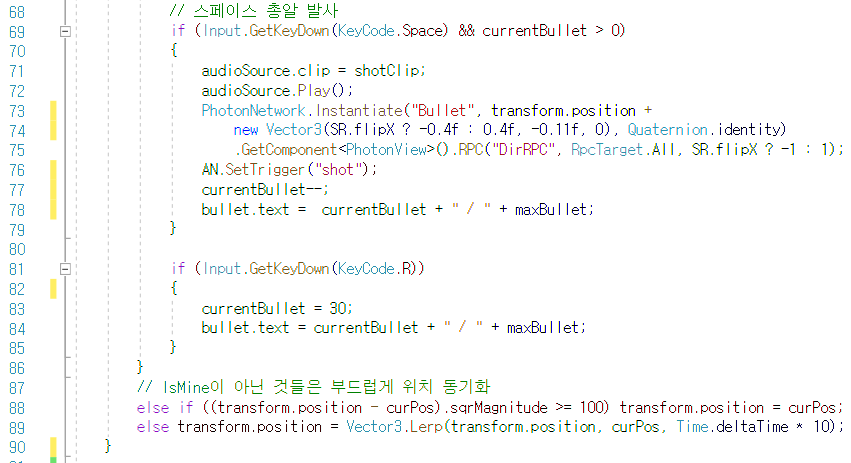 68 // 스페이스 총알 발사
69 if (Input.GetKeyDown(KeyCode.Space) && currentBullet > 0)
70 {
71 audioSource.clip = shotClip;
72 audioSource.Play();
73 PhotonNetwork.Instantiate("Bullet", transform.position +
74 new Vector3(SR.flipX ? -0.4f : 0.4f, -0.11f, 0), Quaternion.identity)
75 .GetComponent<PhotonView>().RPC("DirRPC", RpcTarget.All, SR.flipX ? -1 : 1);
76 AN.SetTrigger("shot");
77 currentBullet--;
78 bullet.text =  currentBullet + " / " + maxBullet;
79 }
80
81 if (Input.GetKeyDown(KeyCode.R))
82 {
83 currentBullet = 30;
84 bullet.text = currentBullet + " / " + maxBullet;
85 }
86 }
87 // IsMine이 아닌 것들은 부드럽게 위치 동기화
88 else if ((transform.position - curPos).sqrMagnitude >= 100) transform.position = curPos;
89 else transform.position = Vector3.Lerp(transform.position, curPos, Time.deltaTime * 10);
90 }